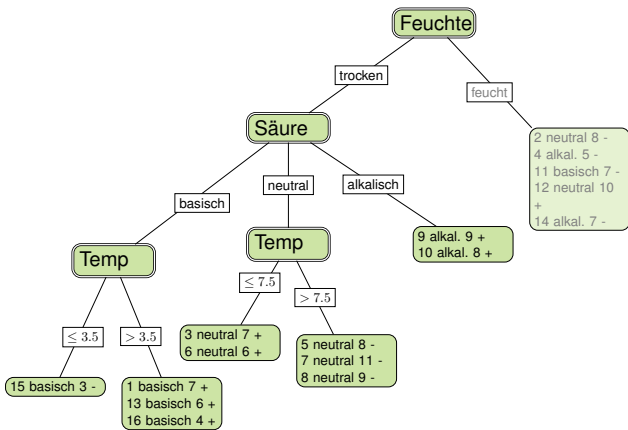 Feuchte
trocken
feucht
Säure
2 neutral 8 -
4 alkal. 5 -
11 basisch 7 -
12 neutral 10
+
14 alkal. 7 -
basisch
neutral
alkalisch
9 alkal. 9 +
10 alkal. 8 +
Temp
Temp
≤ 7.5
> 7.5
≤ 3.5
> 3.5
3 neutral 7 +
6 neutral 6 +
5 neutral 8 -
7 neutral 11 -
8 neutral 9 -
15 basisch 3 -
1 basisch 7 +
13 basisch 6 +
16 basisch 4 +